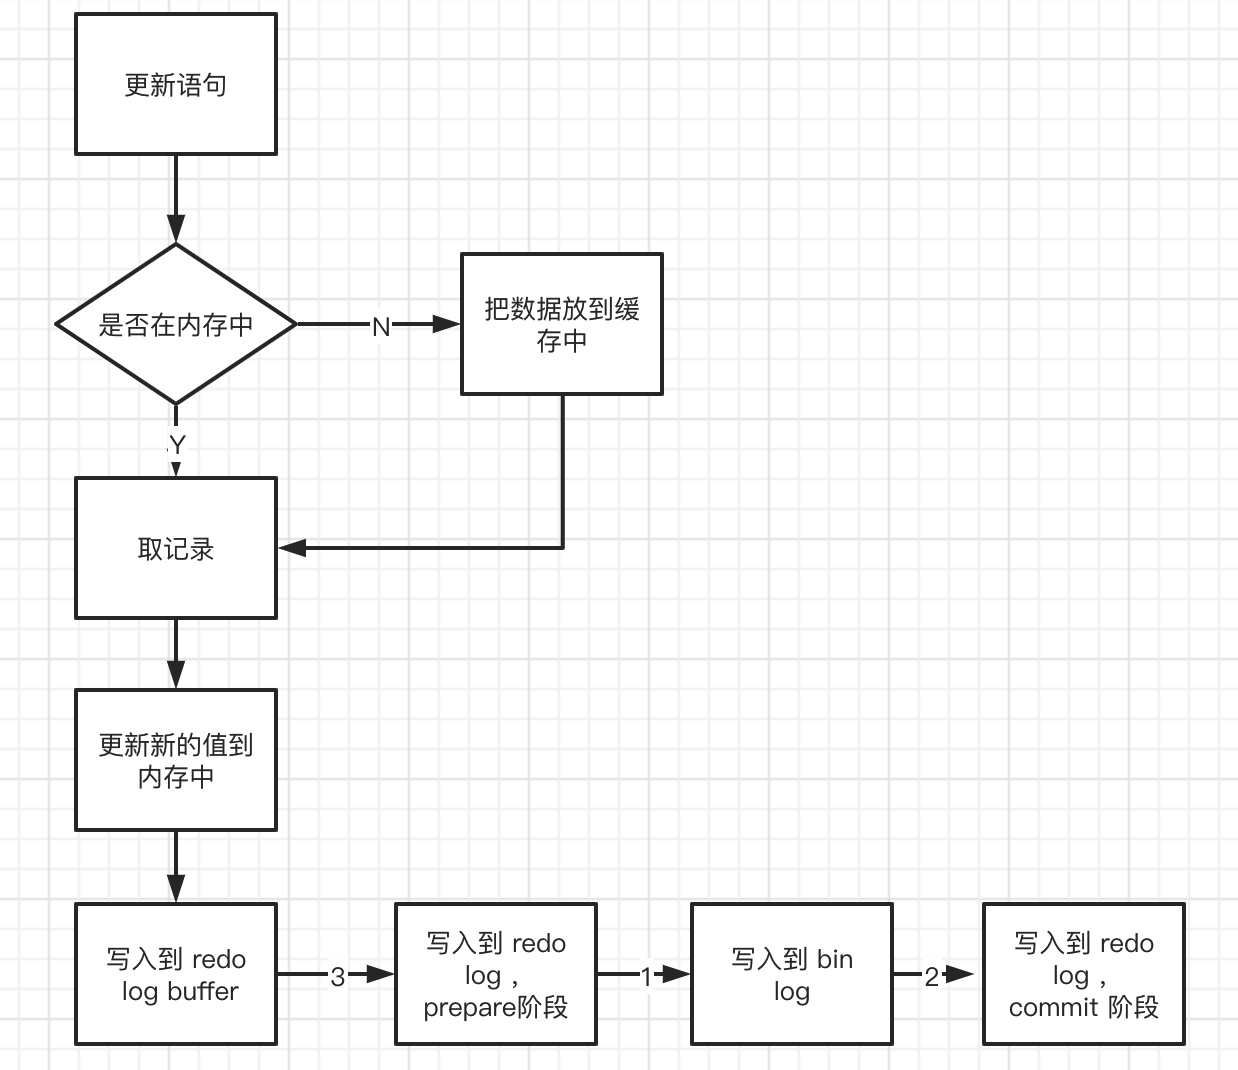 更新语句
是否在内存中
N
把数据放到缓
存中
Y
取记录
更新新的值到
内存中
写入到 redo
log buffer
3
写入到 redo
log ，
prepare阶段
1
写入到 bin
log
2
写入到 redo
log ，
commit 阶段